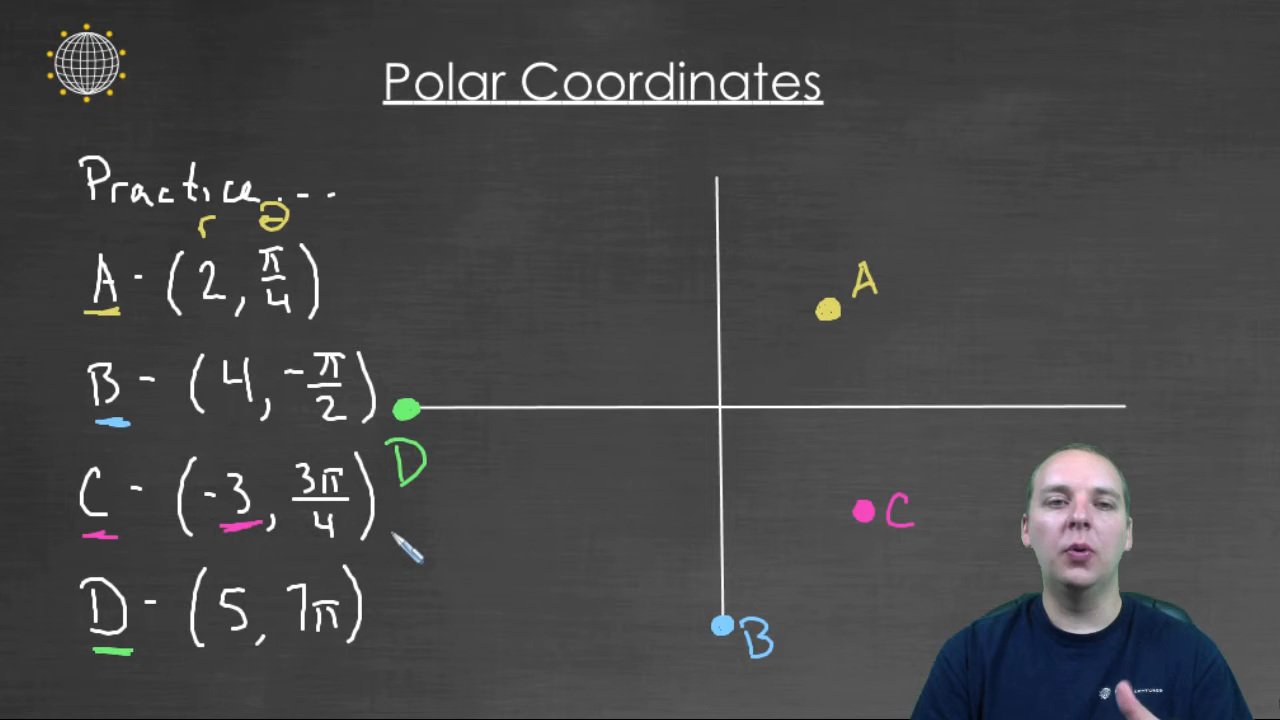 Polar Coordinates
Practice...
r θ
A - (2, π/4)
B - (4, -π/2)
C - (-3, 3π/4)
D - (5, 7π)
A
D
C
B